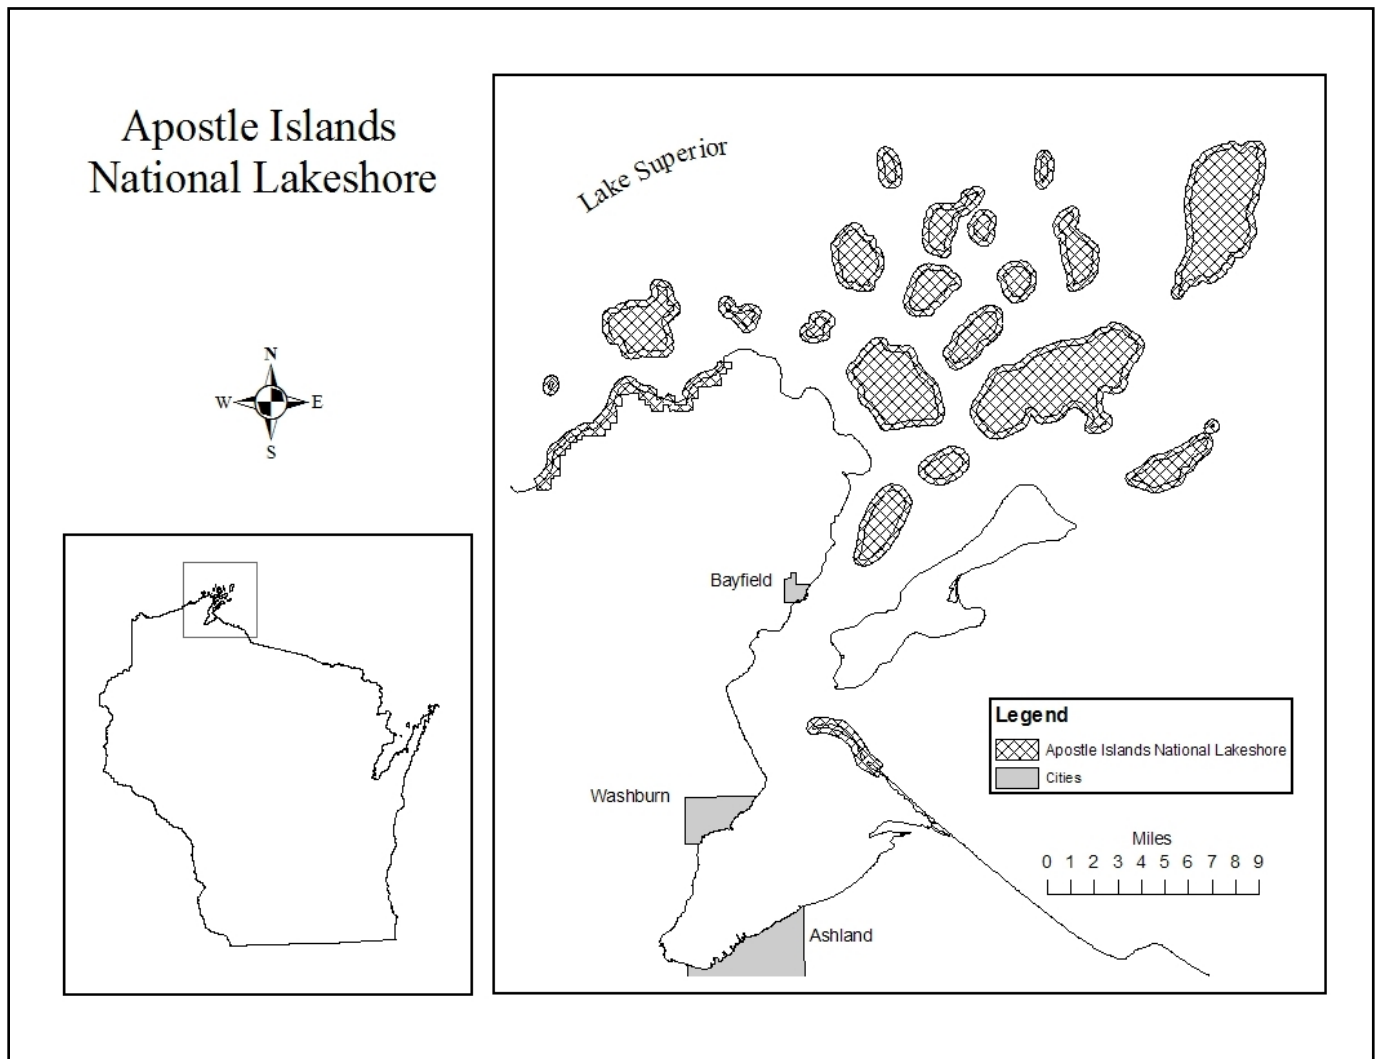 Apostle Islands
National Lakeshore
Lake Superior
N
W
E
S
Bayfield
Washburn
Ashland
Legend
Apostle Islands National Lakeshore
Cities
Miles
0 1 2 3 4 5 6 7 8 9